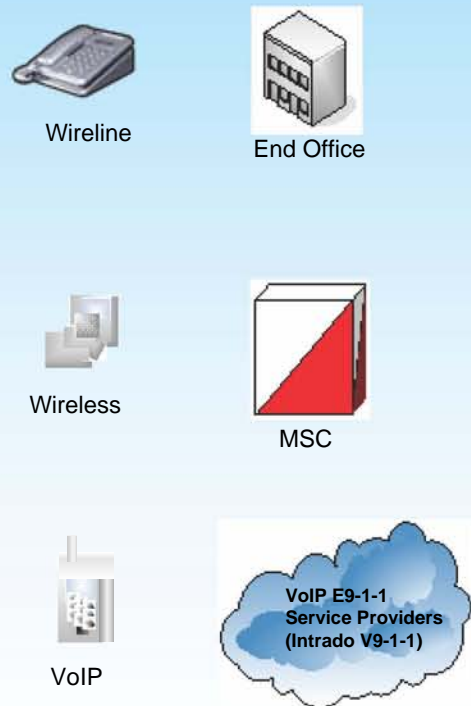 Wireline
End Office
Wireless
MSC
VoIP E9-1-1
Service Providers
(Intrado V9-1-1)
VoIP